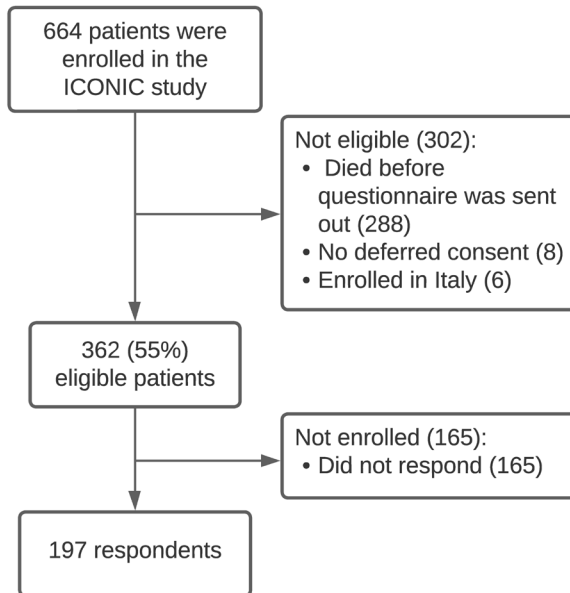 664 patients were
enrolled in the
ICONIC study
Not eligible (302):
• Died before
questionnaire was sent
out (288)
• No deferred consent (8)
• Enrolled in Italy (6)
362 (55%)
eligible patients
Not enrolled (165):
• Did not respond (165)
197 respondents